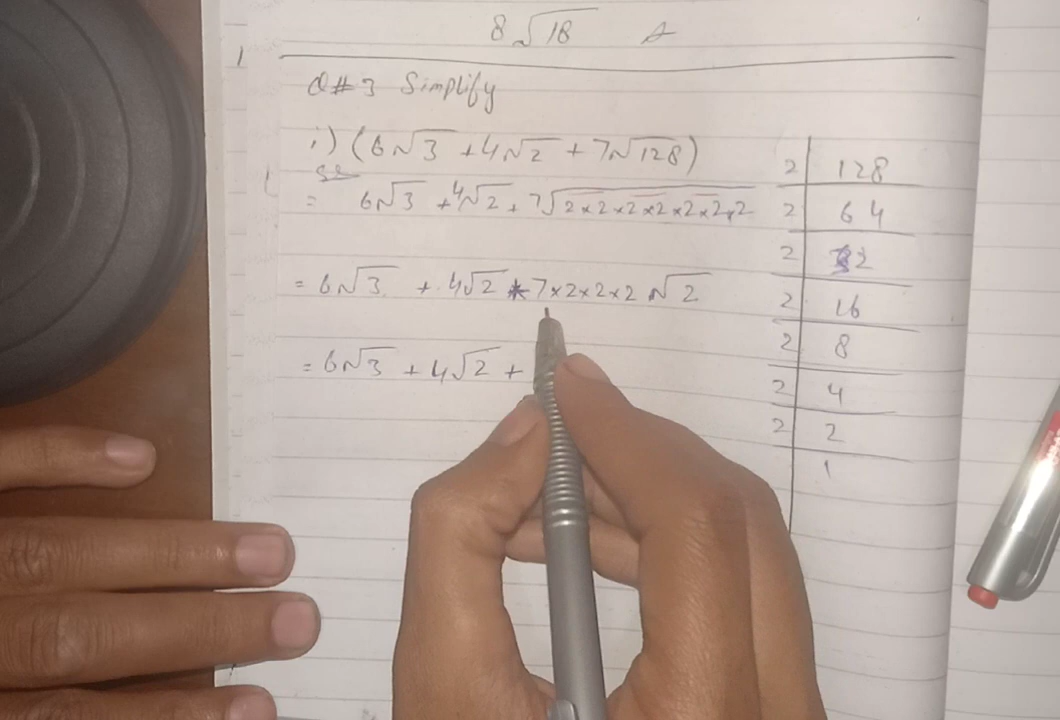 8√18 A
1
Q#3 Simplify
i) (6√3 + 4√2 + 7√128)
= 6√3 + 4√2 + 7√2×2×2×2×2×2×2
= 6√3 + 4√2 + 7×2×2×2 √2
= 6√3 + 4√2 +
2 | 128
2 | 64
2 | 32
2 | 16
2 | 8
2 | 4
2 | 2
| 1